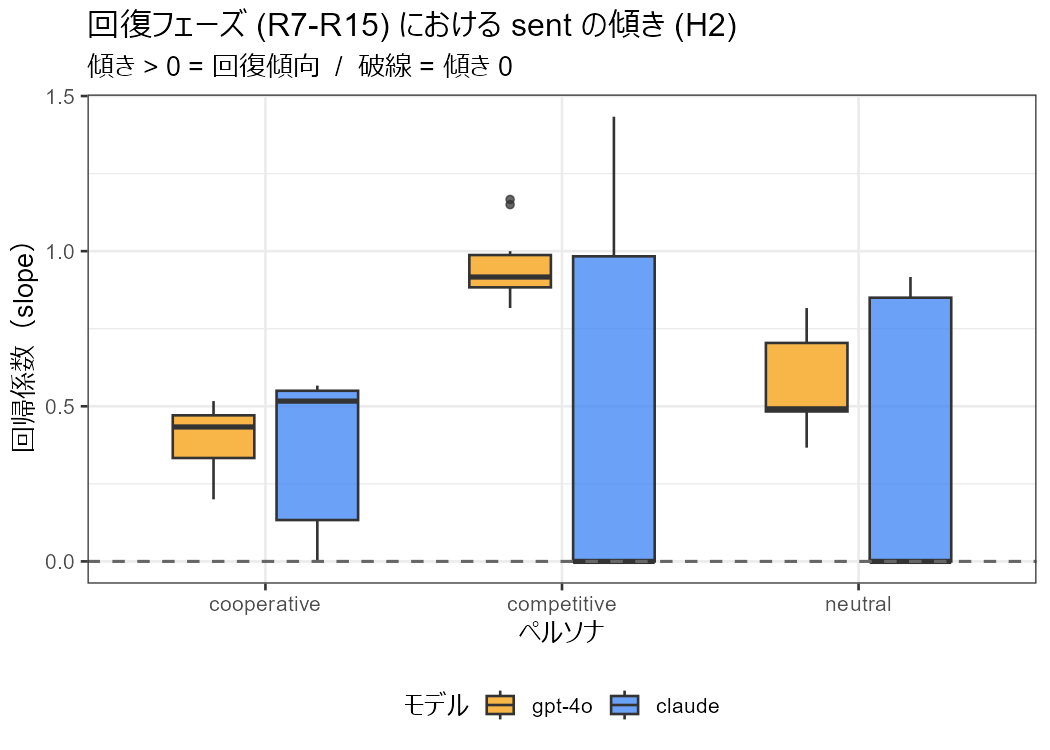 回復フェーズ (R7-R15) における sent の傾き (H2)
傾き > 0 = 回復傾向 / 破線 = 傾き 0
1.5
1.0
0.5
0.0
回帰係数（slope）
cooperative
competitive
neutral
ペルソナ
モデル gpt-4o claude